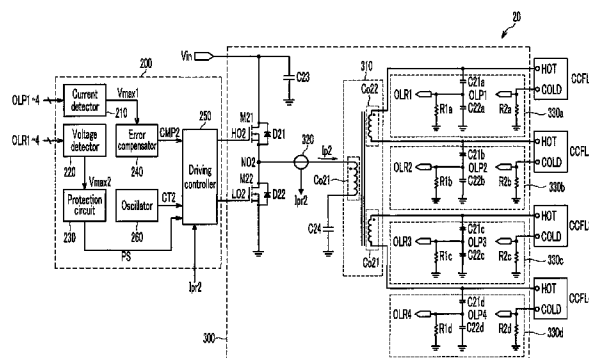 20
Vin
C23
200
OLP1~4
Current
detector
Vmax1
210
OLR1~4
Voltage
detector
220
Error
compensator
240
CMP2
250
Driving
controller
Vmax2
Protection
circuit
230
Oscillator
260
CT2
PS
Ipr2
300
M21
HO2
D21
NO2
M22
LO2
D22
320
Ip2
Ipr2
310
Co22
Co21
C24
Co21
C21a
OLR1
OLP1
R1a
C22a
R2a
330a
HOT
COLD
CCFL
C21b
OLR2
OLP2
R1b
C22b
R2b
330b
HOT
COLD
CCFL
C21c
OLR3
OLP3
R1c
C22c
R2c
330c
HOT
COLD
CCFL
C21d
OLR4
OLP4
R1d
C22d
R2d
330d
HOT
COLD
CCFL